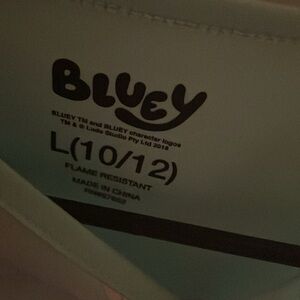 BLUEY
BLUEY TM and BLUEY character logos
TM & © Ludo Studio Pty Ltd 2018
L(10/12)
FLAME RESISTANT
MADE IN CHINA